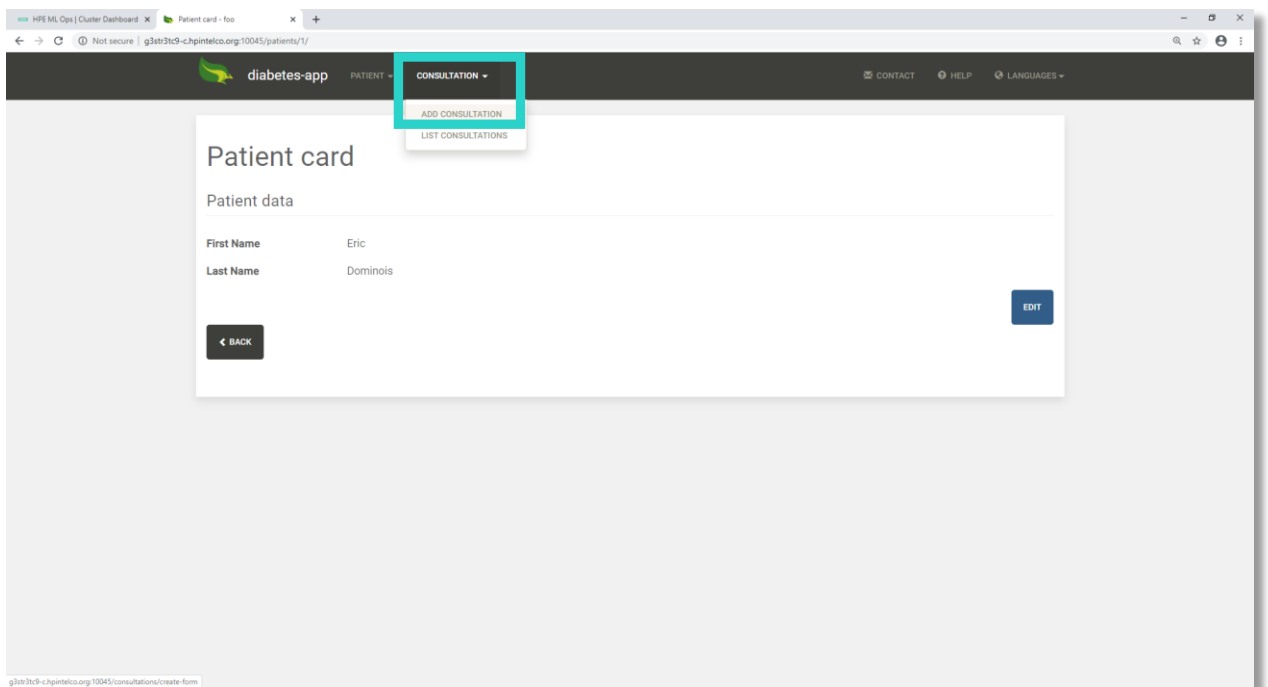 HPE ML Ops | Cluster Dashboard
Patient card - foo
Not secure | g3str3tc9-c.hpintelco.org:10045/patients/1/
diabetes-app PATIENT CONSULTATION CONTACT HELP LANGUAGES
ADD CONSULTATION
LIST CONSULTATIONS
Patient card
Patient data
First Name Eric
Last Name Dominois
EDIT
BACK
g3str3tc9-c.hpintelco.org:10045/consultations/create-form